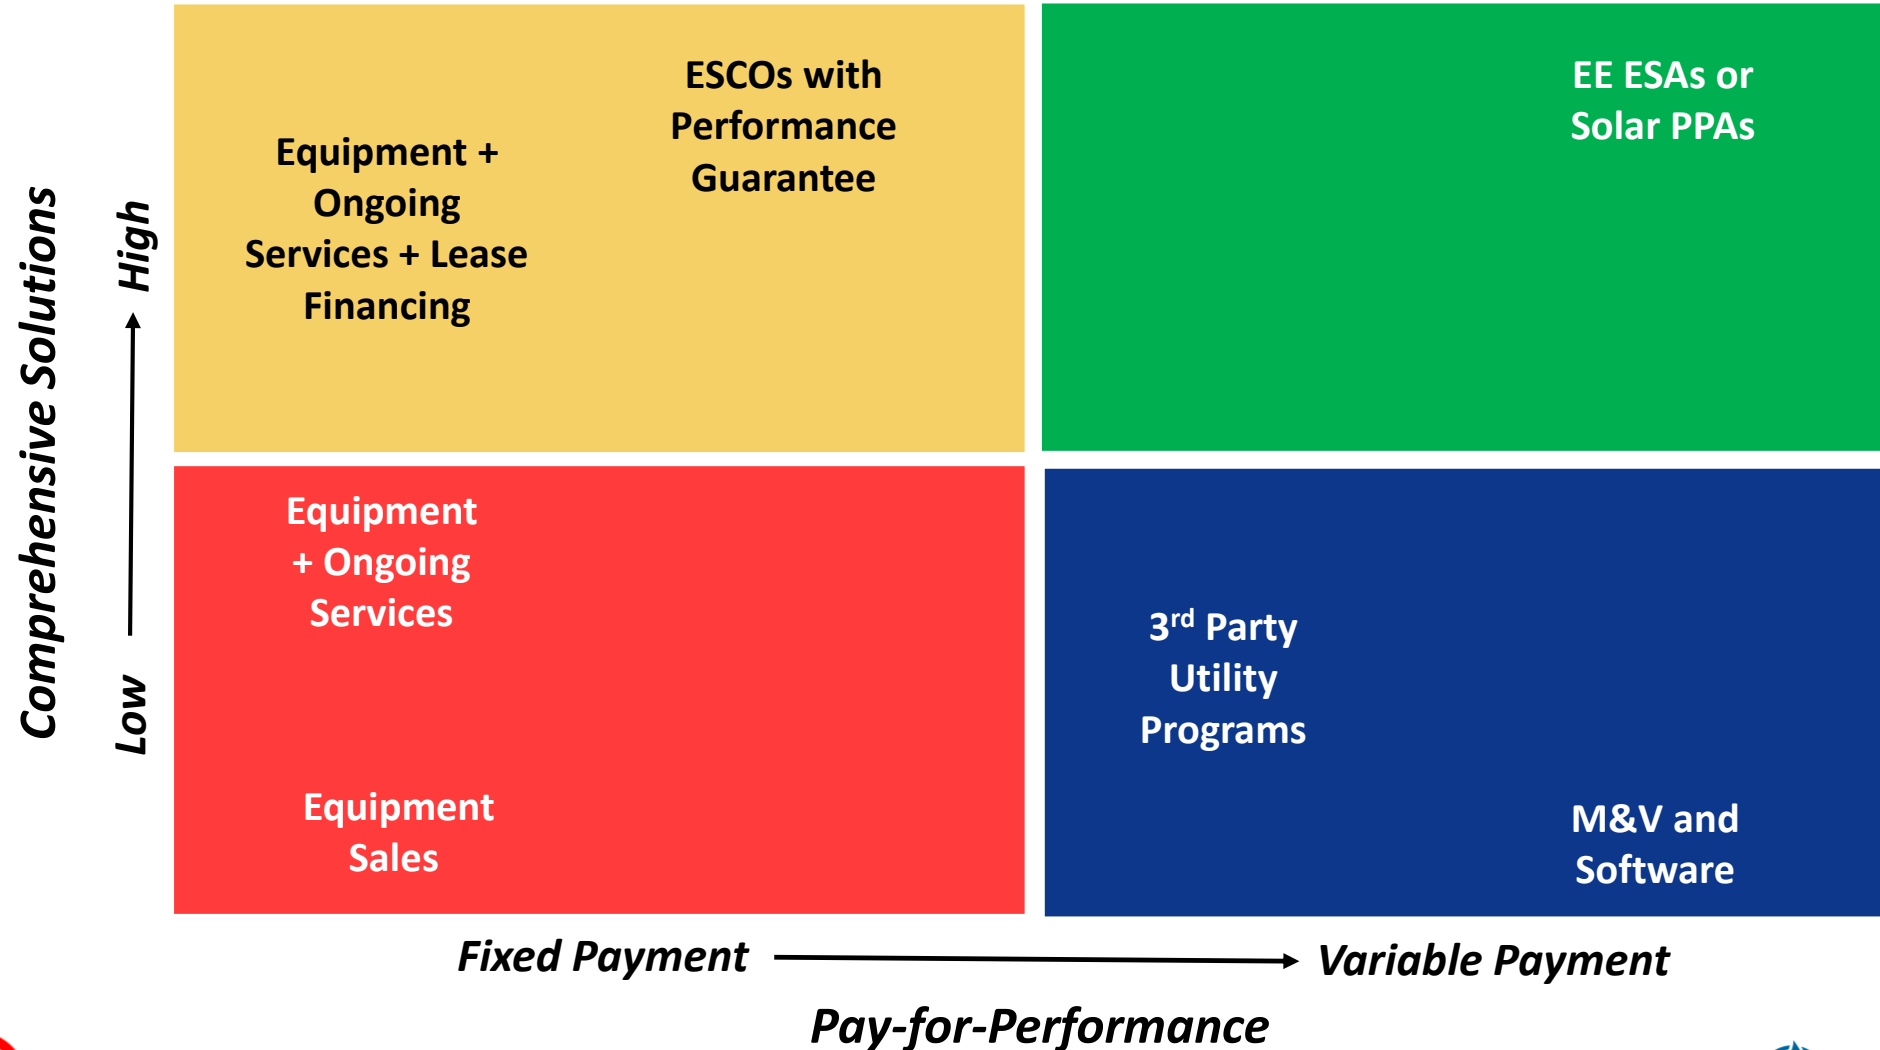 Comprehensive Solutions
High
Low
Equipment +
Ongoing
Services + Lease
Financing
ESCOs with
Performance
Guarantee
EE ESAs or
Solar PPAs
Equipment
+ Ongoing
Services
Equipment
Sales
3rd Party
Utility
Programs
M&V and
Software
Fixed Payment
Variable Payment
Pay-for-Performance